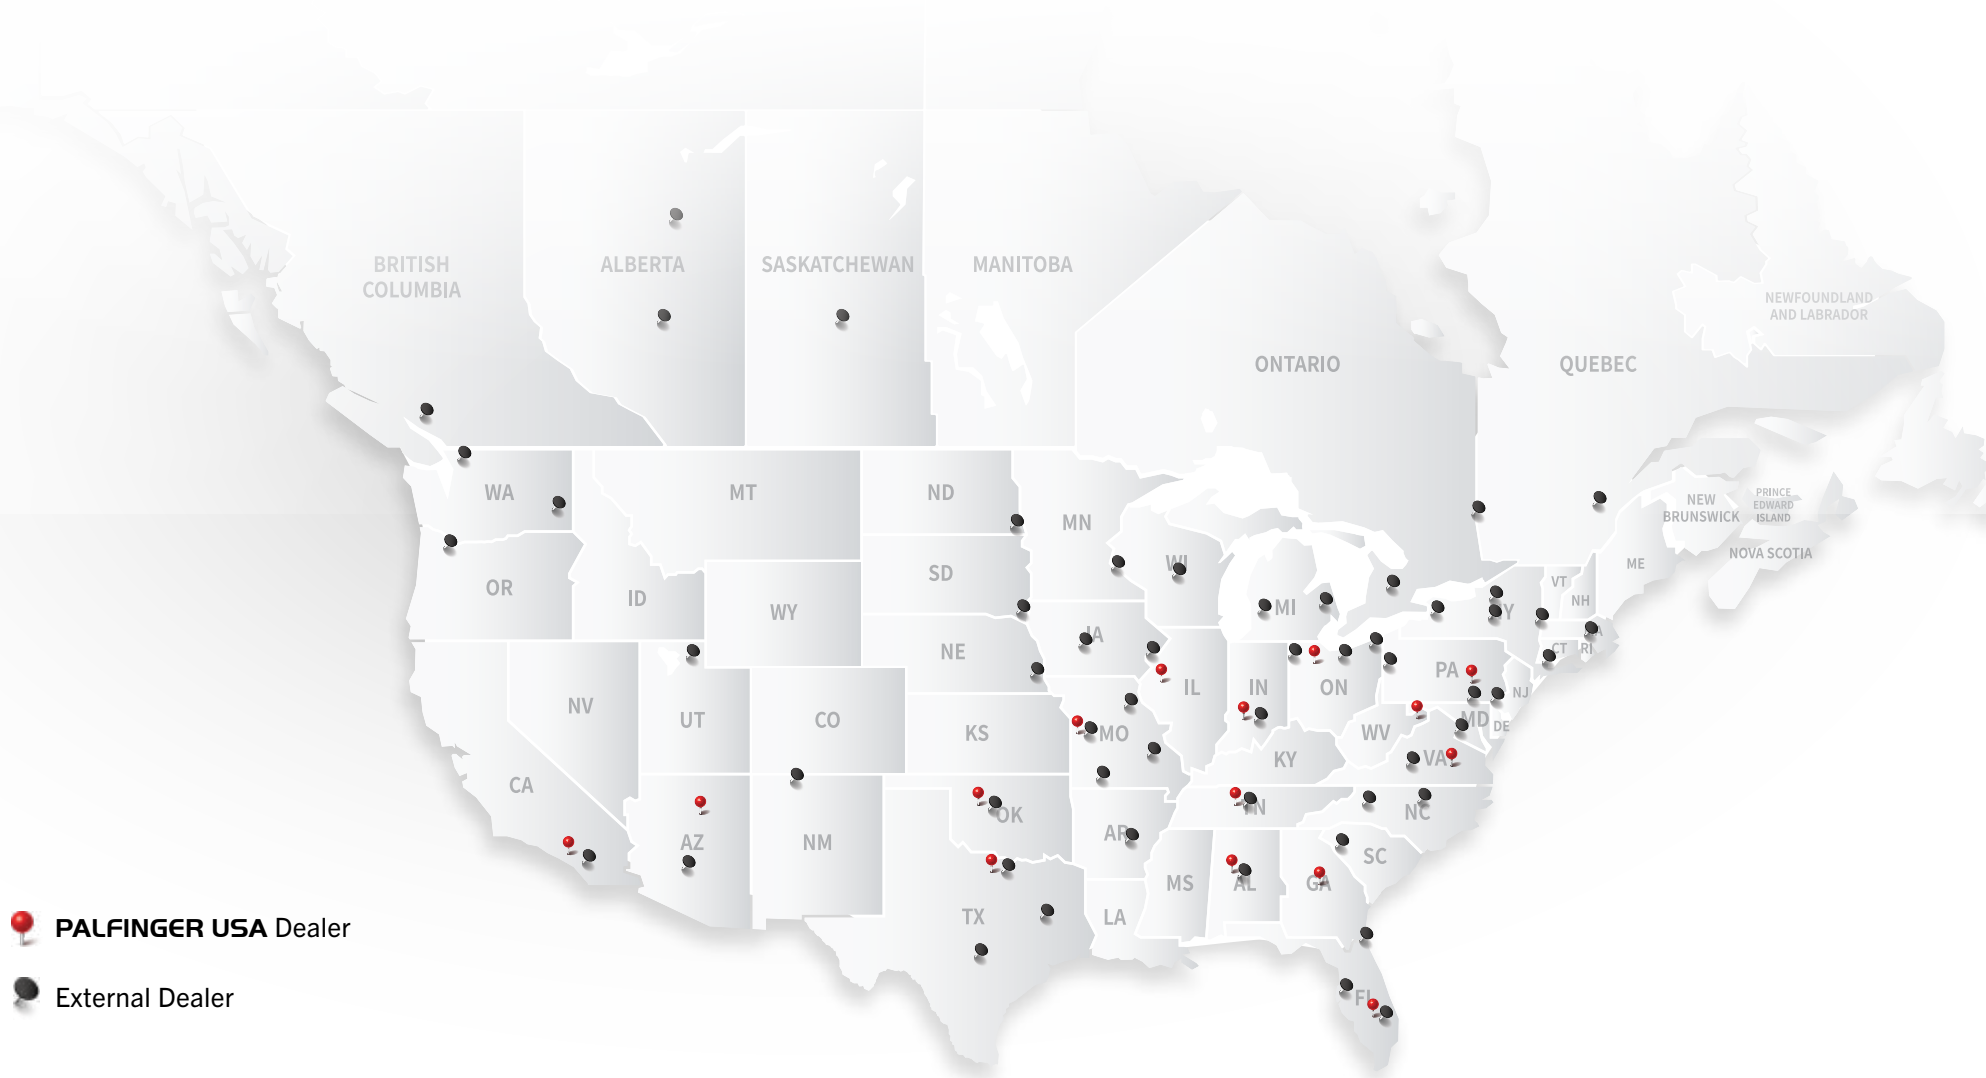 BRITISH
COLUMBIA
ALBERTA
SASKATCHEWAN
MANITOBA
ONTARIO
QUEBEC
NEWFOUNDLAND
AND LABRADOR
NEW
BRUNSWICK
PRINCE
EDWARD
ISLAND
NOVA SCOTIA
WA
MT
ND
MN
WI
ME
OR
ID
SD
WY
MI
VT
NH
Y
IA
A
NE
CT
RI
NV
UT
CO
KS
MO
IL
IN
ON
PA
NJ
WV
MD
DE
VA
KY
CA
AZ
NM
OK
AR
N
NC
SC
TX
LA
MS
AL
GA
FL
PALFINGER USA Dealer
External Dealer